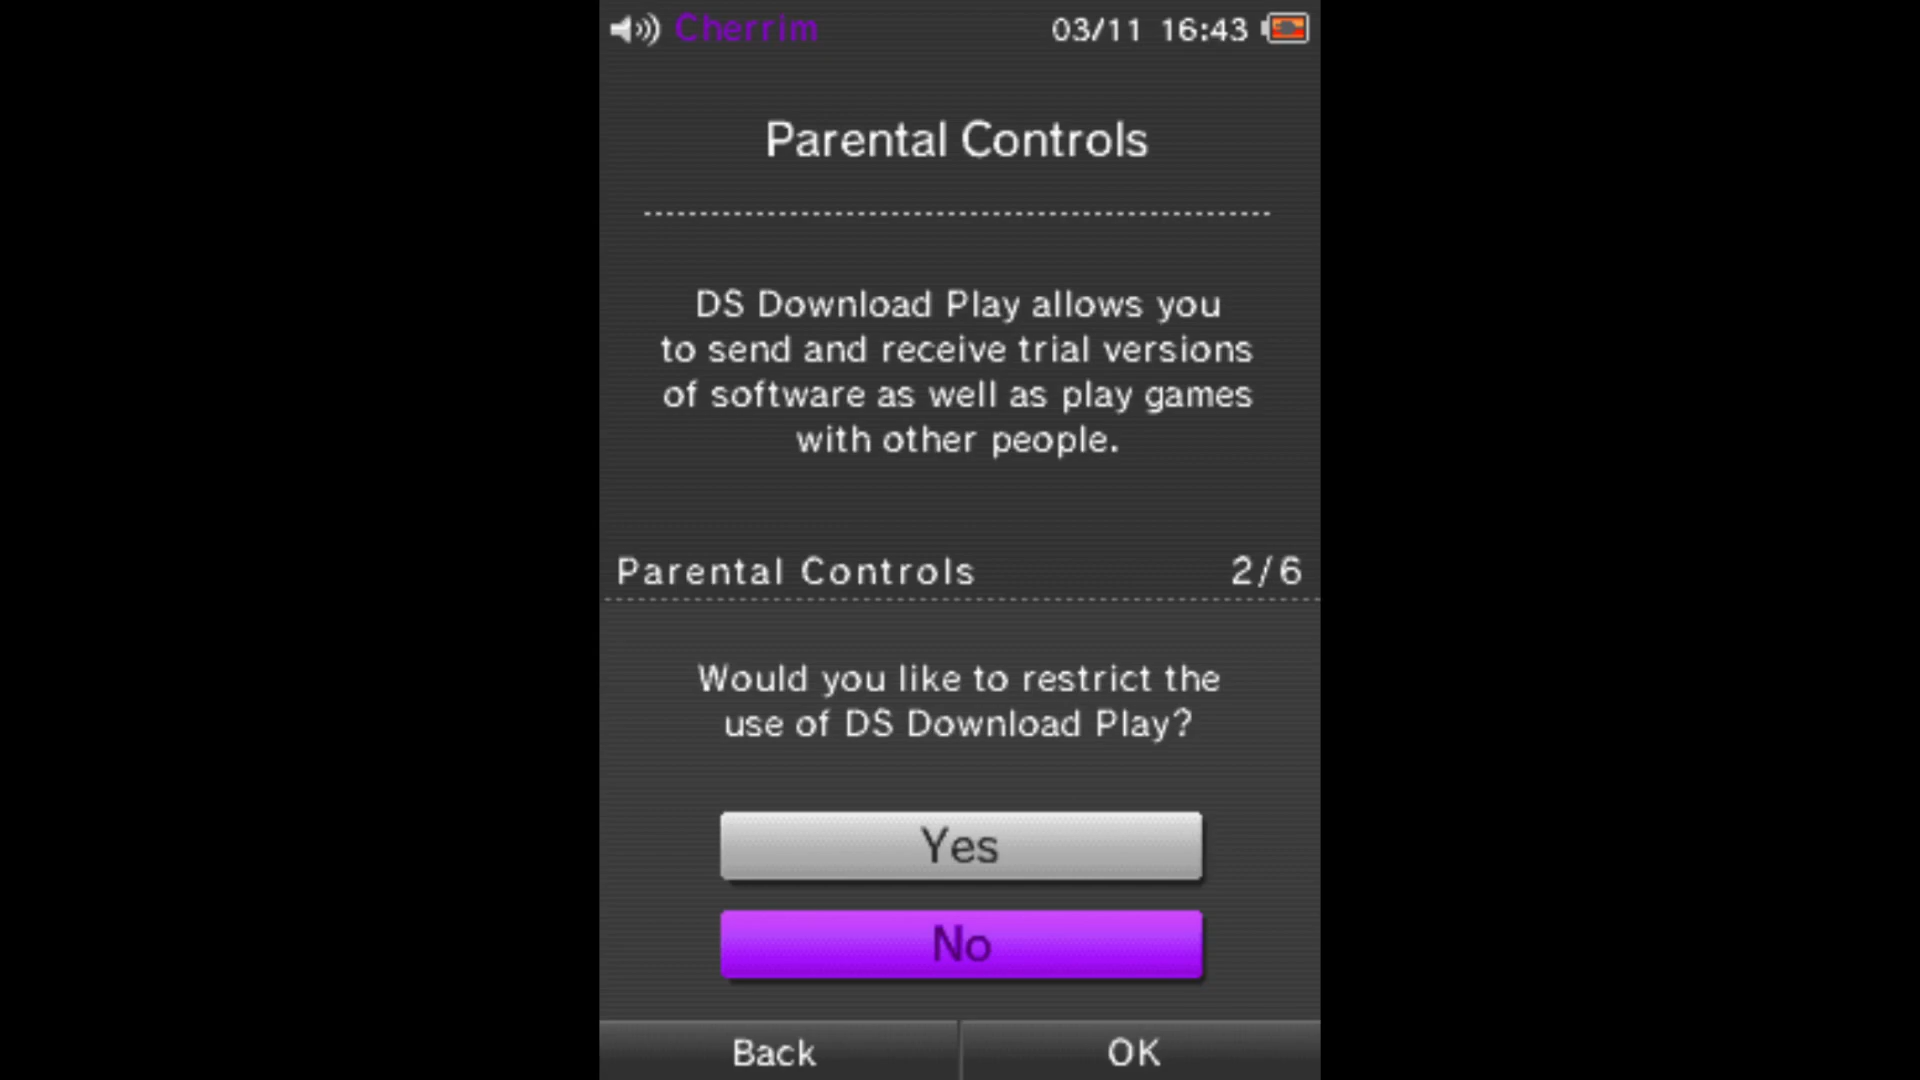 Cherrim 03/11 16:43
Parental Controls
DS Download Play allows you
to send and receive trial versions
of software as well as play games
with other people.
Parental Controls 2/6
Would you like to restrict the
use of DS Download Play?
Yes
No
Back OK